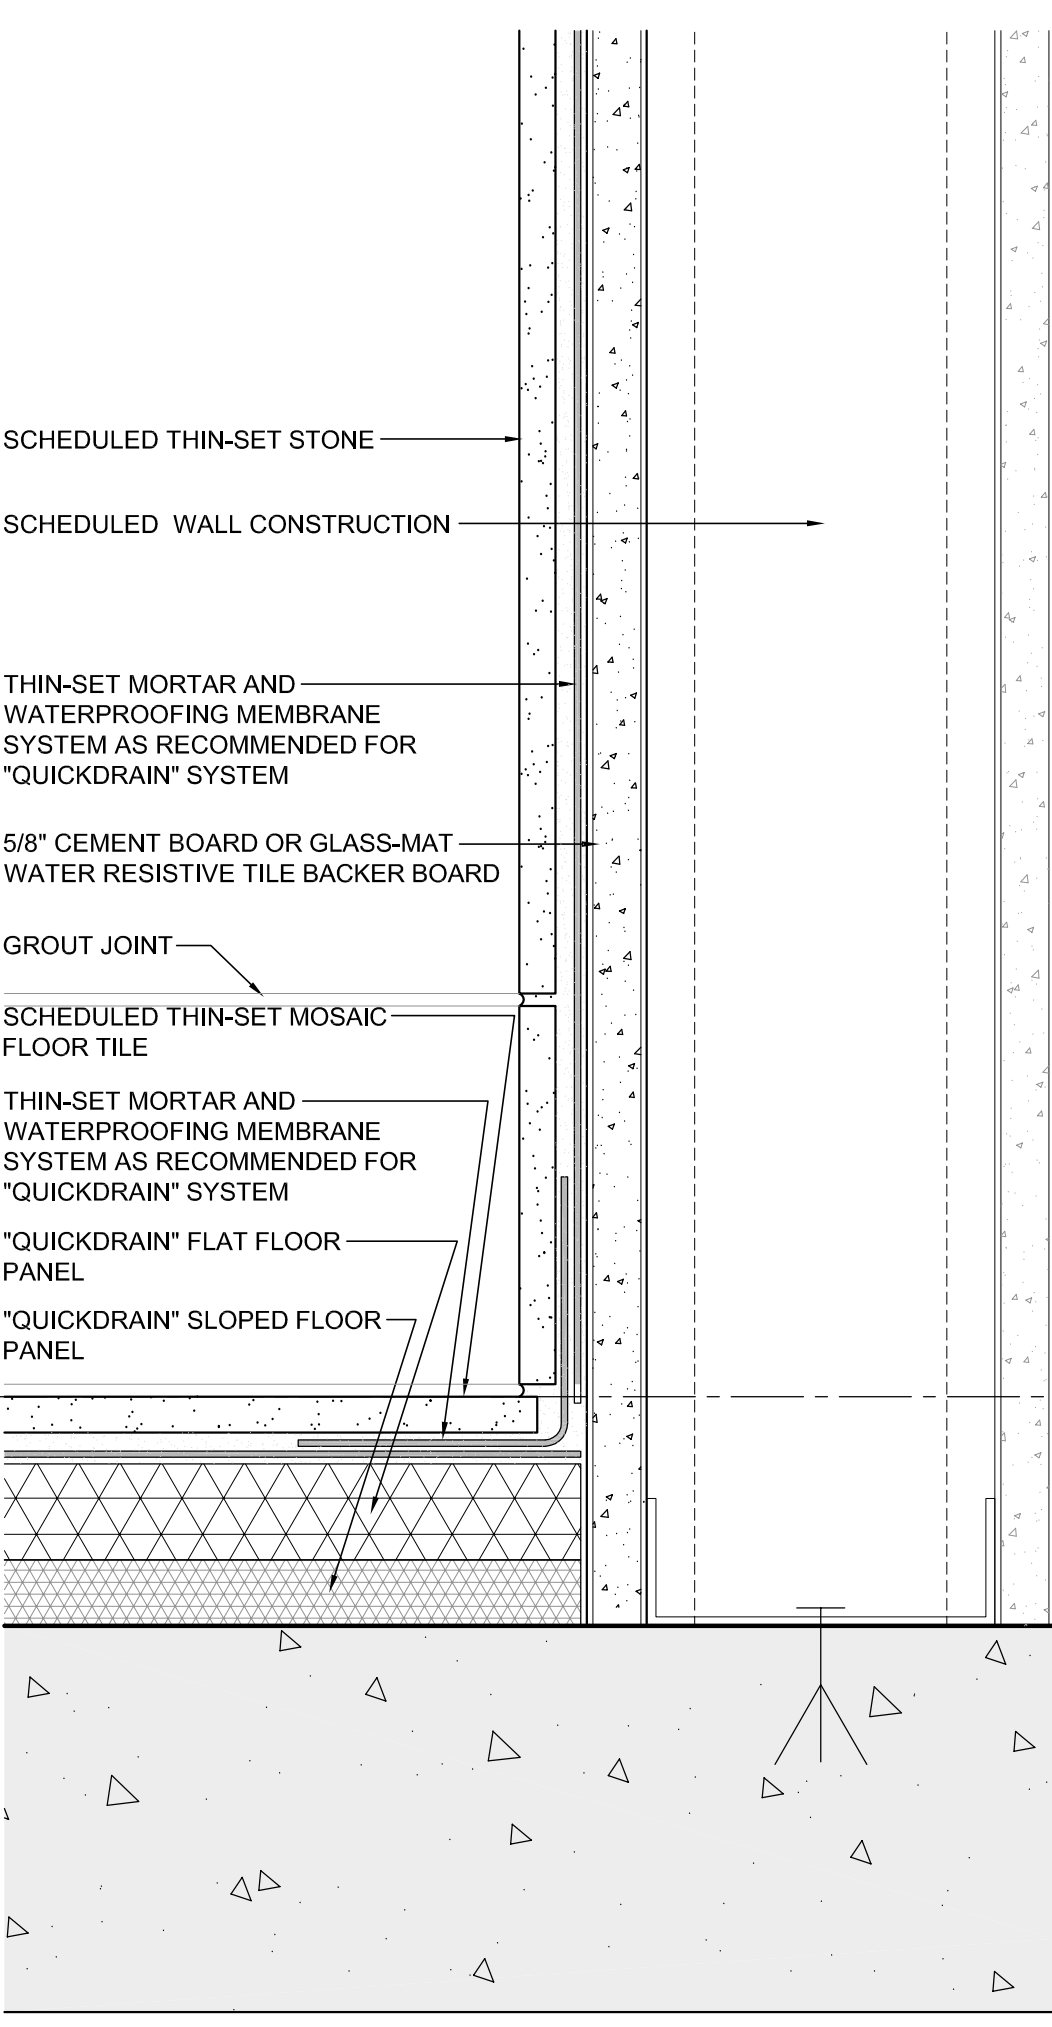 SCHEDULED THIN-SET STONE
SCHEDULED WALL CONSTRUCTION
THIN-SET MORTAR AND
WATERPROOFING MEMBRANE
SYSTEM AS RECOMMENDED FOR
"QUICKDRAIN" SYSTEM
5/8" CEMENT BOARD OR GLASS-MAT
WATER RESISTIVE TILE BACKER BOARD
GROUT JOINT
SCHEDULED THIN-SET MOSAIC
FLOOR TILE
THIN-SET MORTAR AND
WATERPROOFING MEMBRANE
SYSTEM AS RECOMMENDED FOR
"QUICKDRAIN" SYSTEM
"QUICKDRAIN" FLAT FLOOR
PANEL
"QUICKDRAIN" SLOPED FLOOR
PANEL